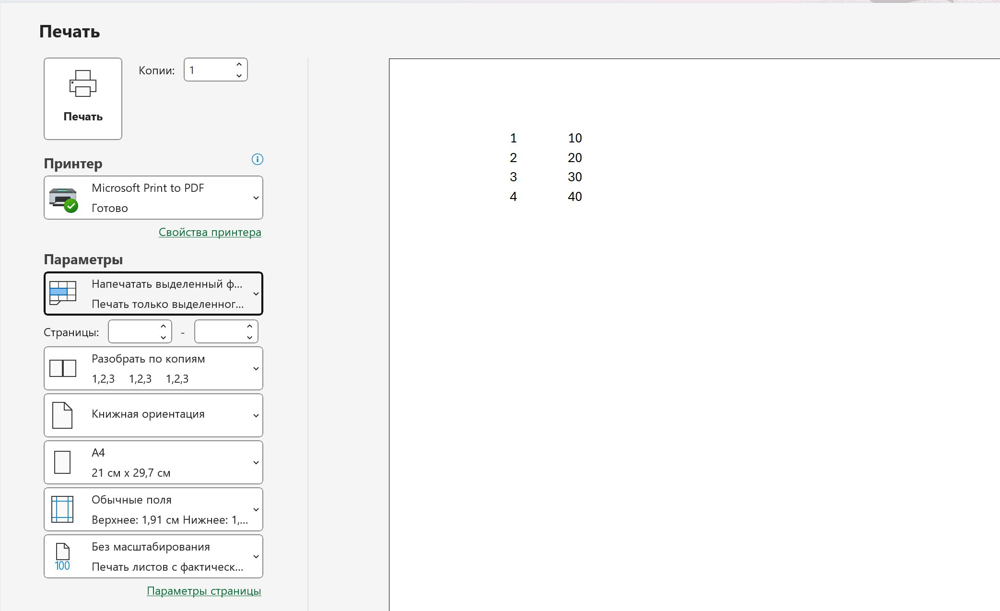 Печать
Печать
Копии: 1
Принтер
Microsoft Print to PDF
Готово
Свойства принтера
Параметры
Напечатать выделенный ф...
Печать только выделенног...
Страницы: -
Разобрать по копиям
1,2,3 1,2,3 1,2,3
Книжная ориентация
A4
21 см x 29,7 см
Обычные поля
Верхнее: 1,91 см Нижнее: 1,...
Без масштабирования
100
Печать листов с фактическ...
Параметры страницы
1 10
2 20
3 30
4 40